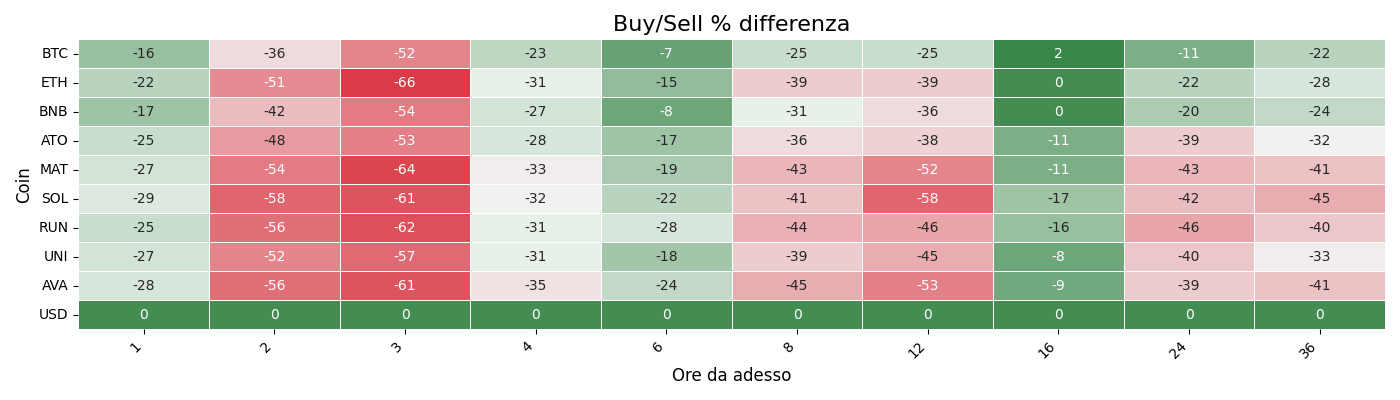 Buy/Sell % differenza
Coin
BTC -16 -36 -52 -23 -7 -25 -25 2 -11 -22
ETH -22 -51 -66 -31 -15 -39 -39 0 -22 -28
BNB -17 -42 -54 -27 -8 -31 -36 0 -20 -24
ATO -25 -48 -53 -28 -17 -36 -38 -11 -39 -32
MAT -27 -54 -64 -33 -19 -43 -52 -11 -43 -41
SOL -29 -58 -61 -32 -22 -41 -58 -17 -42 -45
RUN -25 -56 -62 -31 -28 -44 -46 -16 -46 -40
UNI -27 -52 -57 -31 -18 -39 -45 -8 -40 -33
AVA -28 -56 -61 -35 -24 -45 -53 -9 -39 -41
USD 0 0 0 0 0 0 0 0 0 0
1 2 3 4 6 8 12 16 24 36
Ore da adesso